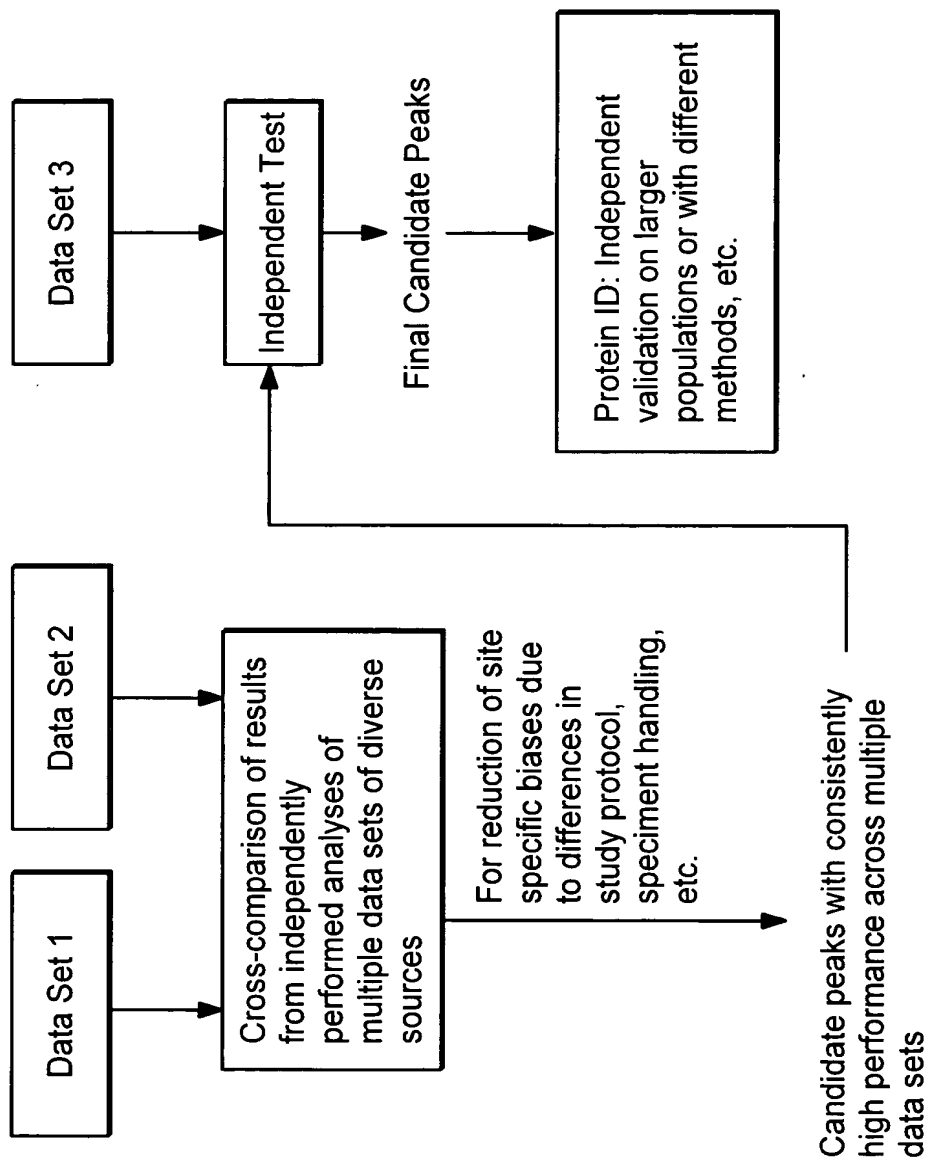 Data Set 1
Data Set 2
Cross-comparison of results
from independently
performed analyses of
multiple data sets of diverse
sources
For reduction of site
specific biases due
to differences in
study protocol,
speciment handling,
etc.
Candidate peaks with consistently
high performance across multiple
data sets
Data Set 3
Independent Test
Final Candidate Peaks
Protein ID: Independent
validation on larger
populations or with different
methods, etc.